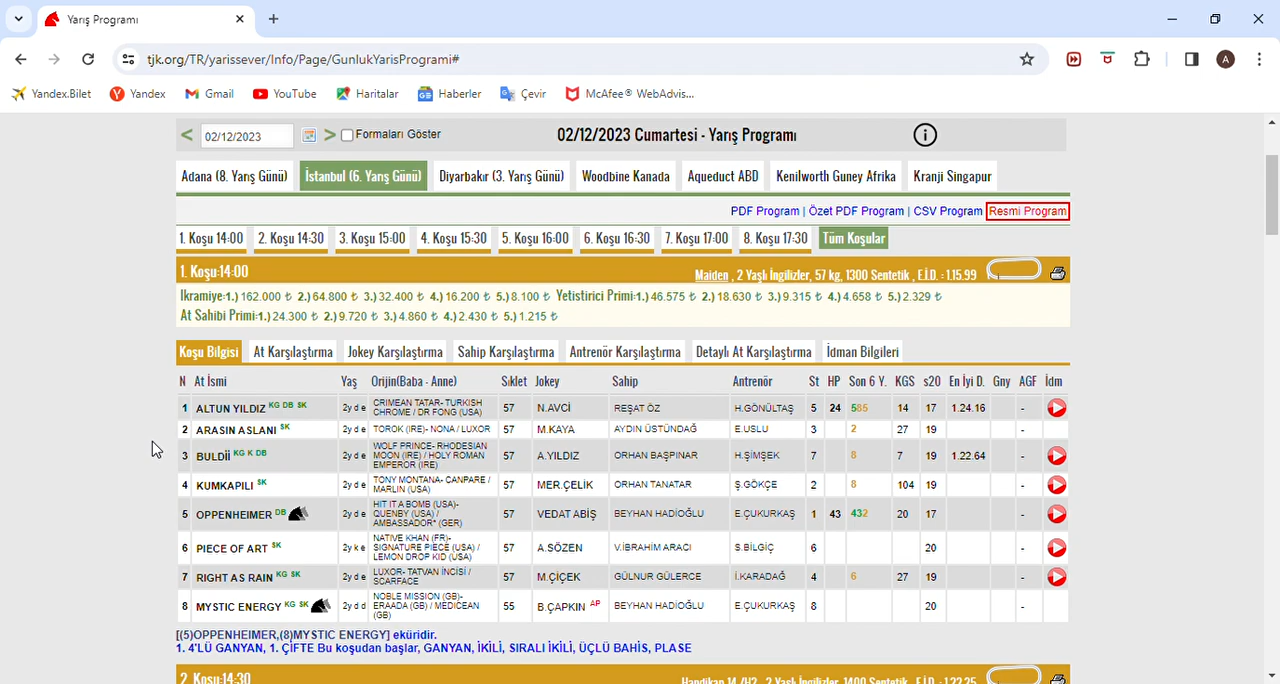 Yarış Programı
tjk.org/TR/yarissever/Info/Page/GunlukYarisProgrami#
A
Yandex.Bilet Yandex Gmail YouTube Haritalar Haberler Çevir McAfee® WebAdvis...
< 02/12/2023 > Formaları Göster 02/12/2023 Cumartesi - Yarış Programı
Adana (8. Yarış Günü) İstanbul (6. Yarış Günü) Diyarbakır (3. Yarış Günü) Woodbine Kanada Aqueduct ABD Kenilworth Guney Afrika Kranji Singapur
PDF Program | Özet PDF Program | CSV Program Resmi Program
1. Koşu 14:00 2. Koşu 14:30 3. Koşu 15:00 4. Koşu 15:30 5. Koşu 16:00 6. Koşu 16:30 7. Koşu 17:00 8. Koşu 17:30 Tüm Koşular
1. Koşu:14:00 Maiden , 2 Yaşlı İngilizler, 57 kg, 1300 Sentetik , E.İ.D. : 1.15.99
Ikramiye:1.) 162.000 ₺ 2.) 64.800 ₺ 3.) 32.400 ₺ 4.) 16.200 ₺ 5.) 8.100 ₺ Yetistirici Primi:1.) 46.575 ₺ 2.) 18.630 ₺ 3.) 9.315 ₺ 4.) 4.658 ₺ 5.) 2.329 ₺
At Sahibi Primi:1.) 24.300 ₺ 2.) 9.720 ₺ 3.) 4.860 ₺ 4.) 2.430 ₺ 5.) 1.215 ₺
Koşu Bilgisi At Karşılaştırma Jokey Karşılaştırma Sahip Karşılaştırma Antrenör Karşılaştırma Detaylı At Karşılaştırma İdman Bilgileri
N At İsmi Yaş Orijin(Baba - Anne) Sıklet Jokey Sahip Antrenör St HP Son 6 Y. KGS s20 En İyi D. Gny AGF İdm
1 ALTUN YILDIZ KG DB SK 2y d e CRIMEAN TATAR- TURKISH CHROME / DR FONG (USA) 57 N.AVCİ REŞAT ÖZ H.GÖNÜLTAŞ 5 24 585 14 17 1.24.16 -
2 ARASIN ASLANI SK 2y d e TOROK (IRE)- NONA / LUXOR 57 M.KAYA AYDIN ÜSTÜNDAĞ E.USLU 3 2 27 19 -
3 BULDİİ KG K DB 2y d e WOLF PRINCE- RHODESIAN MOON (IRE) / HOLY ROMAN EMPEROR (IRE) 57 A.YILDIZ ORHAN BAŞPINAR H.ŞİMŞEK 7 8 7 19 1.22.64 -
4 KUMKAPILI SK 2y d e TONY MONTANA- CANPARE / MARLIN (USA) 57 MER.ÇELİK ORHAN TANATAR Ş.GÖKÇE 2 8 104 19 -
5 OPPENHEIMER DB 2y d e HIT IT A BOMB (USA)- QUENBY (USA) / AMBASSADOR* (GER) 57 VEDAT ABİŞ BEYHAN HADİOĞLU E.ÇUKURKAŞ 1 43 432 20 17 -
6 PIECE OF ART SK 2y k e NATIVE KHAN (FR)- SIGNATURE PIECE (USA) / LEMON DROP KID (USA) 57 A.SÖZEN V.İBRAHİM ARACI S.BİLGİÇ 6 20 -
7 RIGHT AS RAIN KG SK 2y d e LUXOR- TATVAN İNCİSİ / SCARFACE 57 M.ÇİÇEK GÜLNUR GÜLERCE İ.KARADAĞ 4 6 27 19 -
8 MYSTIC ENERGY KG SK 2y d d NOBLE MISSION (GB)- ERAADA (GB) / MEDICEAN (GB) 55 B.ÇAPKIN AP BEYHAN HADİOĞLU E.ÇUKURKAŞ 8 20 -
[(5)OPPENHEIMER,(8)MYSTIC ENERGY] eküridir.
1. 4'LÜ GANYAN, 1. ÇİFTE Bu koşudan başlar, GANYAN, İKİLİ, SIRALI İKİLİ, ÜÇLÜ BAHİS, PLASE
2. Koşu:14:30 Handikap 14 /H2 , 2 Yaşlı İngilizler, 1400 Sentetik , E.İ.D. : 1.22.25